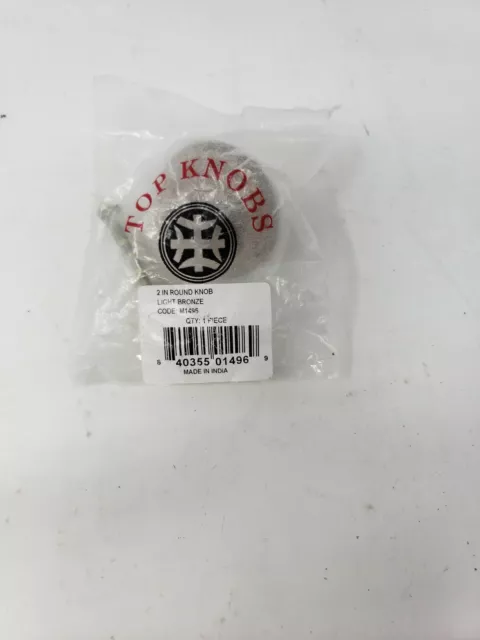 TOP KNOBS
2 IN ROUND KNOB
LIGHT BRONZE
CODE: M1496
QTY: 1 PIECE
8 40355 01496 9
MADE IN INDIA